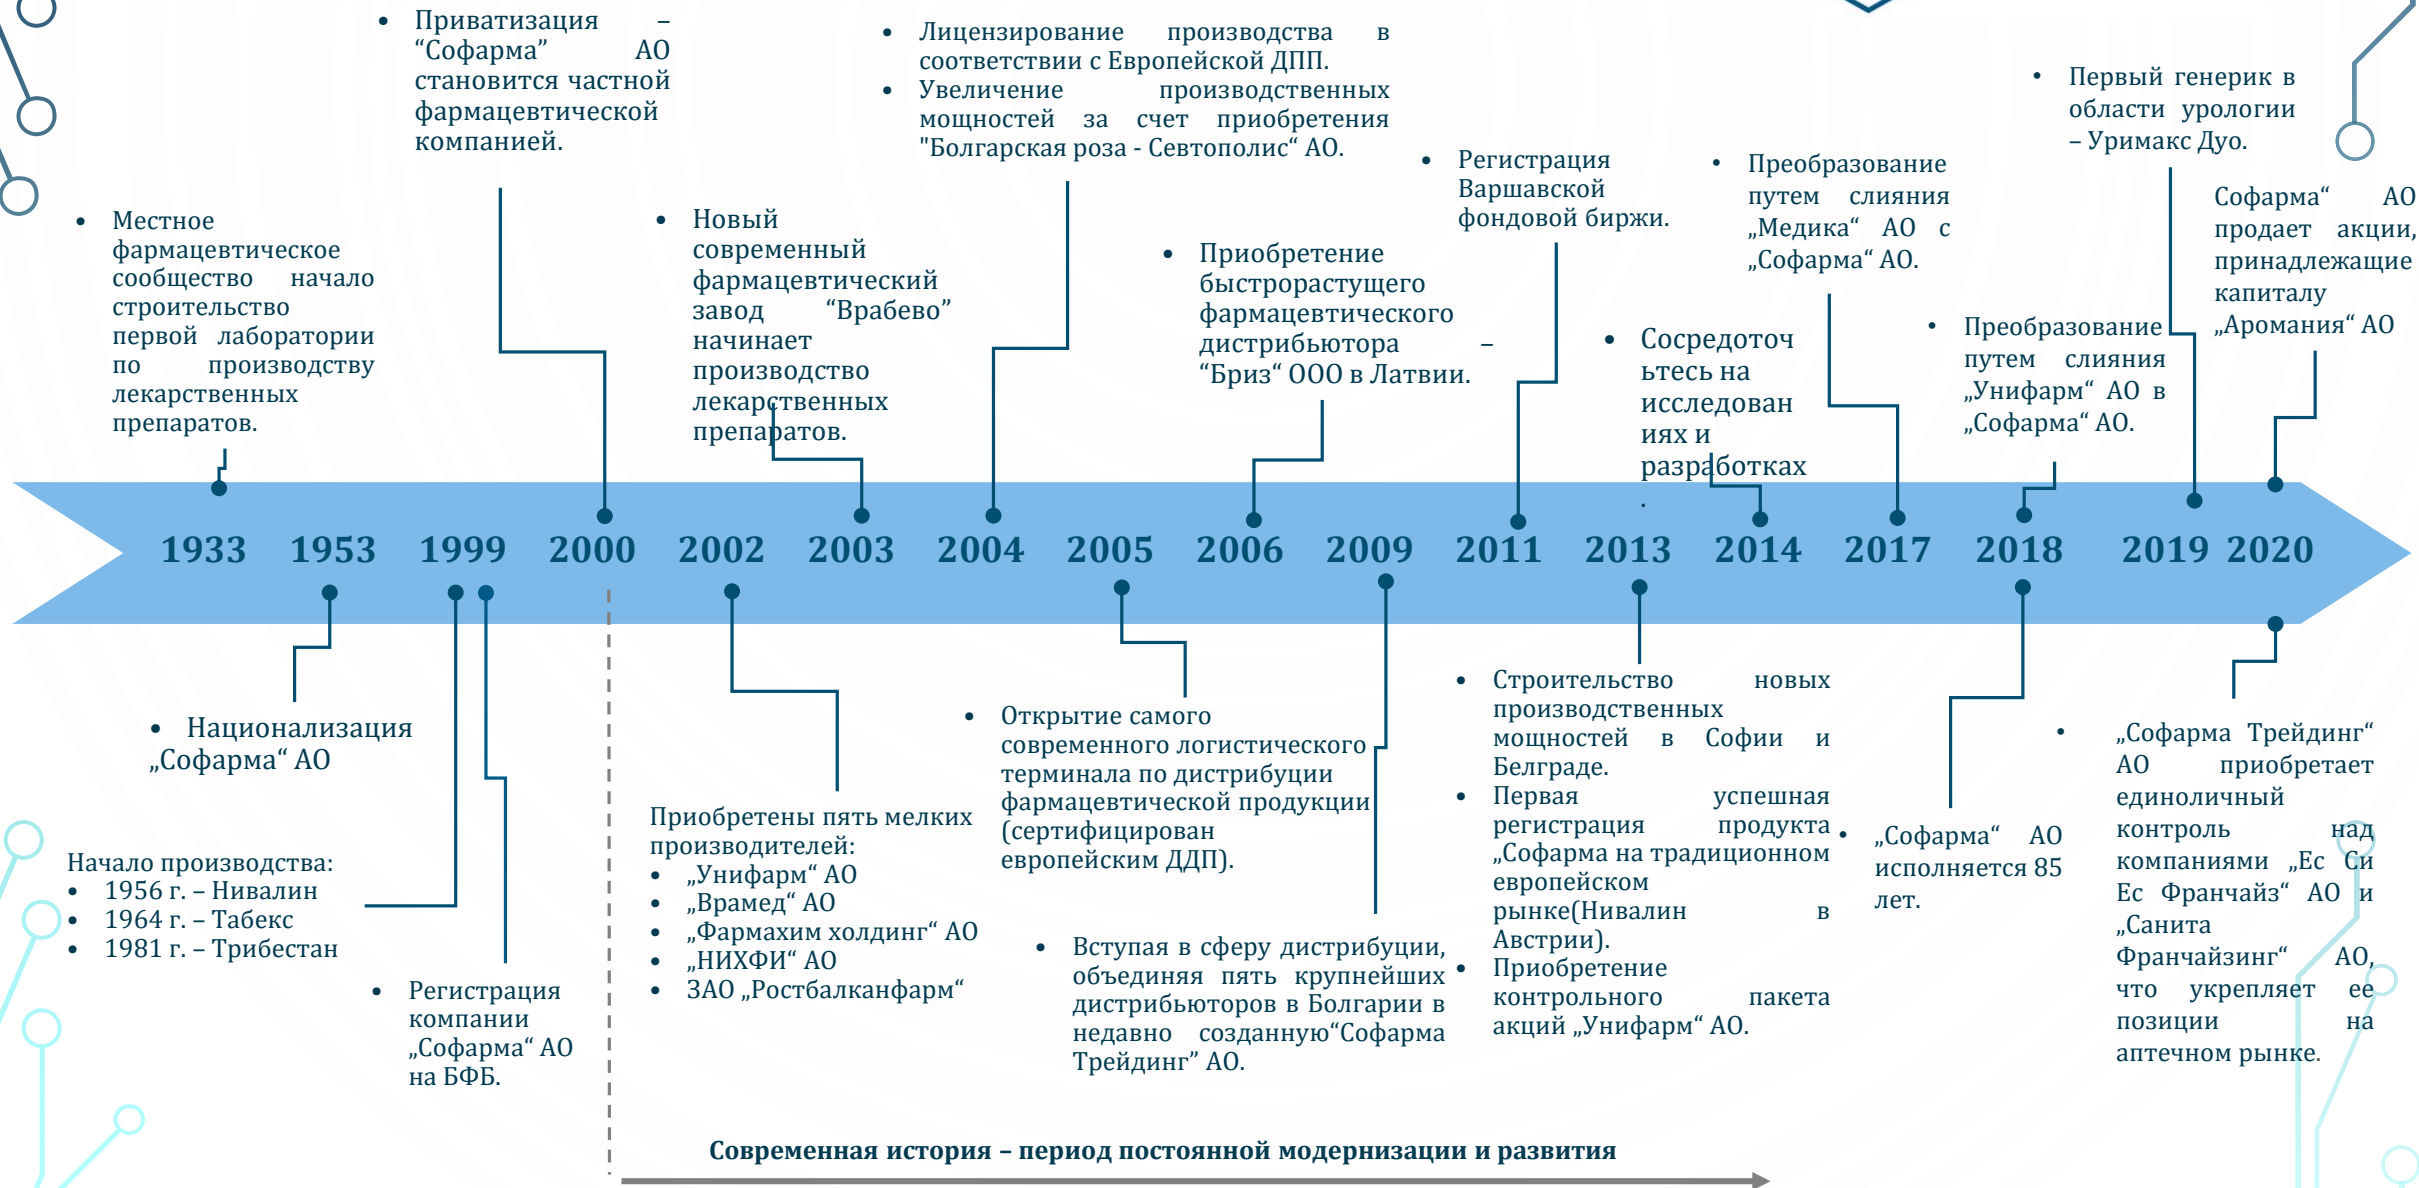 Приватизация –
“Софарма” АО
становится частной
фармацевтической
компанией.
Лицензирование производства в
соответствии с Европейской ДПП.
Увеличение производственных
мощностей за счет приобретения
"Болгарская роза - Севтополис“ АО.
Первый генерик в
области урологии
– Уримакс Дуо.
Местное
фармацевтическое
сообщество начало
строительство
первой лаборатории
по производству
лекарственных
препаратов.
Новый
современный
фармацевтический
завод “Врабево”
начинает
производство
лекарственных
препаратов.
Приобретение
быстрорастущего
фармацевтического
дистрибьютора –
“Бриз“ ООО в Латвии.
Регистрация
Варшавской
фондовой биржи.
Сосредоточ
ьтесь на
исследован
иях и
разработках
.
Преобразование
путем слияния
„Медика“ АО с
„Софарма“ АО.
Преобразование
путем слияния
„Унифарм“ АО в
„Софарма“ АО.
Софарма“ АО
продает акции,
принадлежащие
капиталу
„Аромания“ АО
1933 1953 1999 2000 2002 2003 2004 2005 2006 2009 2011 2013 2014 2017 2018 2019 2020
Национализация
„Софарма“ АО
Начало производства:
1956 г. – Нивалин
1964 г. – Табекс
1981 г. – Трибестан
Регистрация
компании
„Софарма“ АО
на БФБ.
Приобретены пять мелких
производителей:
„Унифарм“ АО
„Врамед“ АО
„Фармахим холдинг“ АО
„НИХФИ“ АО
ЗАО „Ростбалканфарм“
Открытие самого
современного логистического
терминала по дистрибуции
фармацевтической продукции
(сертифицирован
европейским ДДП).
Вступая в сферу дистрибуции,
объединяя пять крупнейших
дистрибьюторов в Болгарии в
недавно созданную“Софарма
Трейдинг” АО.
Строительство новых
производственных
мощностей в Софии и
Белграде.
Первая успешная
регистрация продукта
„Софарма на традиционном
европейском
рынке(Нивалин в
Австрии).
Приобретение
контрольного пакета
акций „Унифарм“ АО.
„Софарма“ АО
исполняется 85
лет.
„Софарма Трейдинг“
АО приобретает
единоличный
контроль над
компаниями „Ес Си
Ес Франчайз“ АО и
„Санита
Франчайзинг“ АО,
что укрепляет ее
позиции на
аптечном рынке.
Современная история – период постоянной модернизации и развития